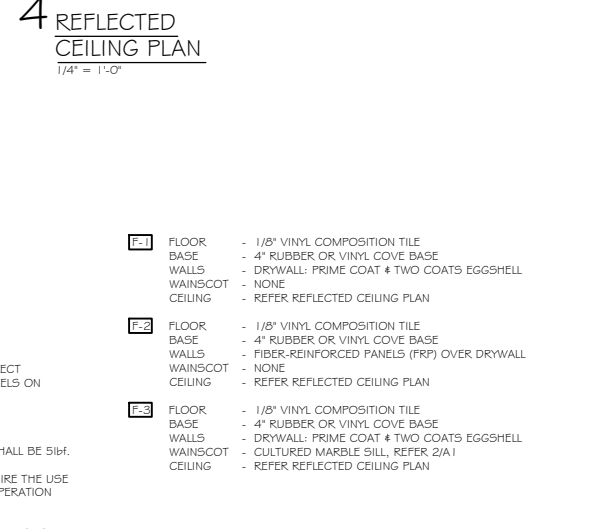 4 REFLECTED
CEILING PLAN
1/4" = 1'-0"
F-1 FLOOR - 1/8" VINYL COMPOSITION TILE
BASE - 4" RUBBER OR VINYL COVE BASE
WALLS - DRYWALL: PRIME COAT & TWO COATS EGGSHELL
WAINSCOT - NONE
CEILING - REFER REFLECTED CEILING PLAN
F-2 FLOOR - 1/8" VINYL COMPOSITION TILE
BASE - 4" RUBBER OR VINYL COVE BASE
WALLS - FIBER-REINFORCED PANELS (FRP) OVER DRYWALL
WAINSCOT - NONE
CEILING - REFER REFLECTED CEILING PLAN
F-3 FLOOR - 1/8" VINYL COMPOSITION TILE
BASE - 4" RUBBER OR VINYL COVE BASE
WALLS - DRYWALL: PRIME COAT & TWO COATS EGGSHELL
WAINSCOT - CULTURED MARBLE SILL, REFER 2/A1
CEILING - REFER REFLECTED CEILING PLAN
ECT
ELS ON
HALL BE 5lbf.
IRE THE USE
PERATION